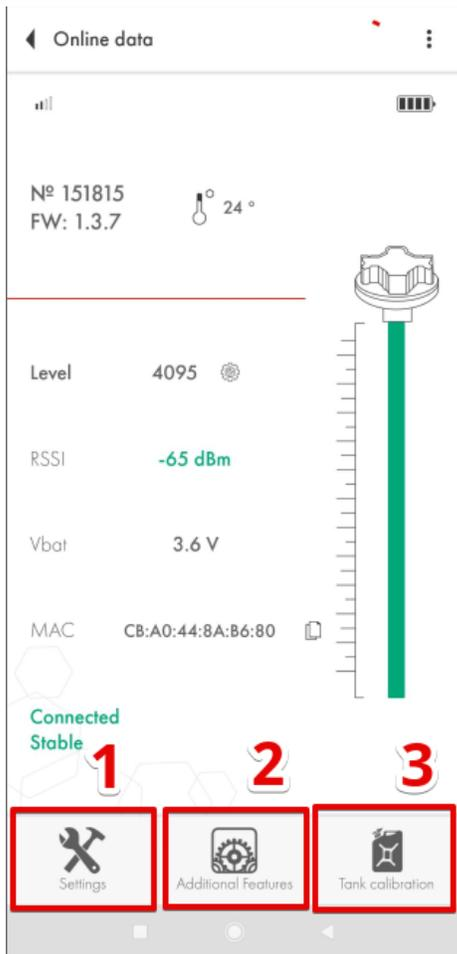 Online data
Nº 151815
FW: 1.3.7
24 °
Level 4095
RSSI -65 dBm
Vbat 3.6 V
MAC CB:A0:44:8A:B6:80
Connected
Stable
1 2 3
Settings Additional Features Tank calibration